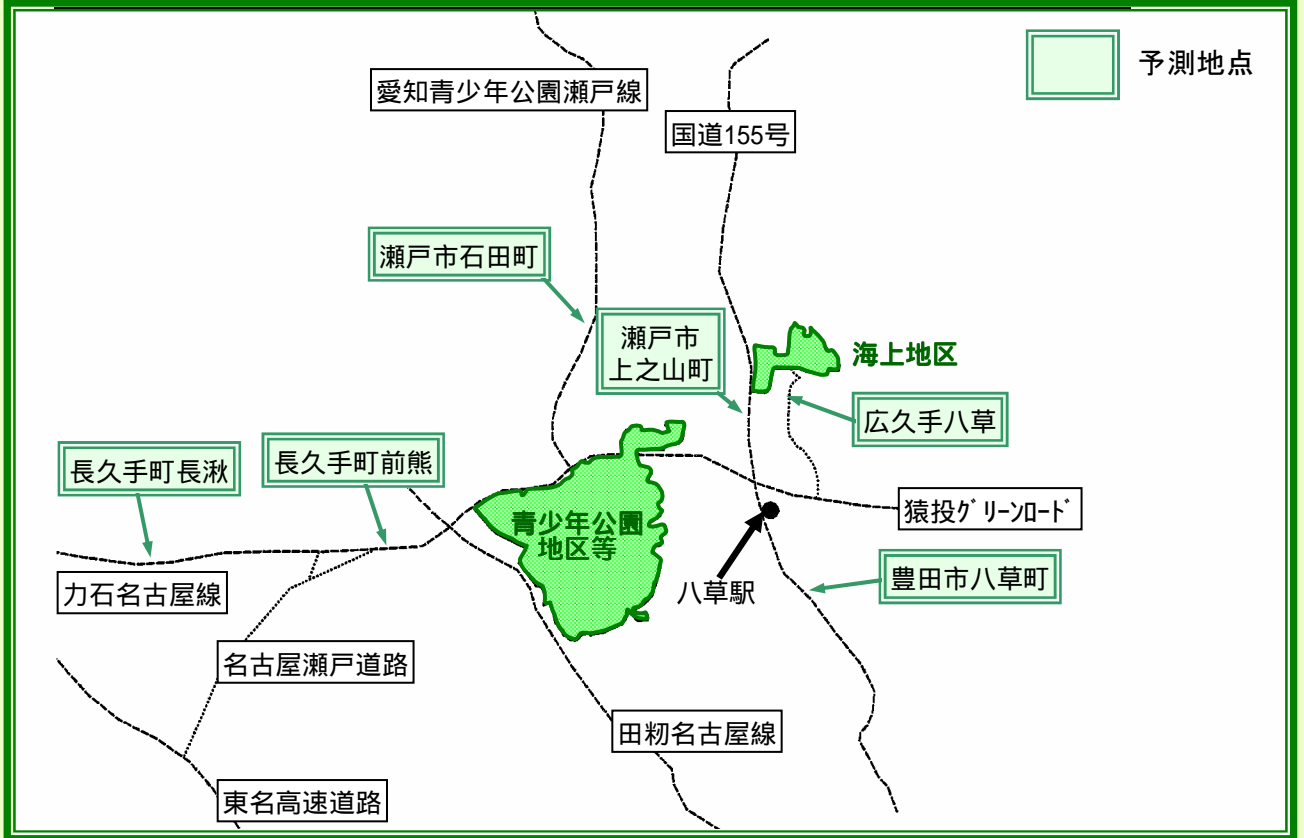 予測地点
愛知青少年公園瀬戸線
国道155号
瀬戸市石田町
瀬戸市
上之山町
海上地区
広久手八草
長久手町長湫
長久手町前熊
猿投ｸﾞﾘｰﾝﾛｰﾄﾞ
青少年公園
地区等
八草駅
豊田市八草町
力石名古屋線
名古屋瀬戸道路
田籾名古屋線
東名高速道路